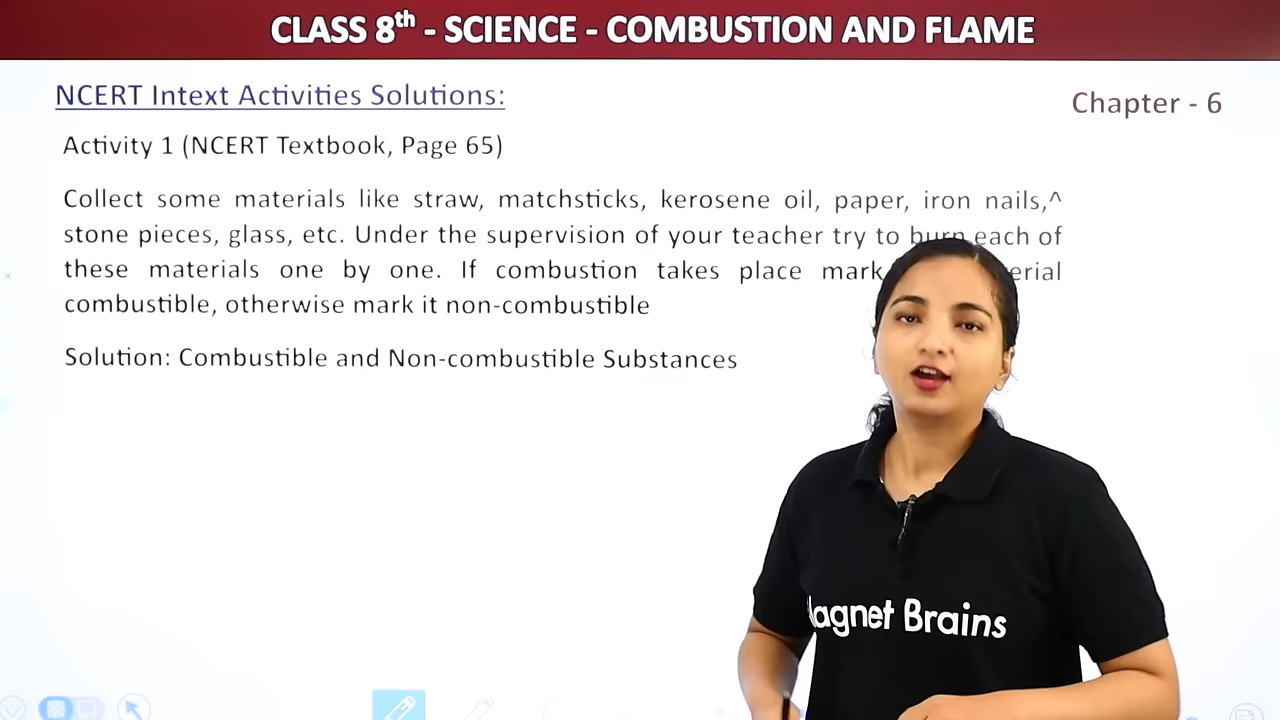 CLASS 8th - SCIENCE - COMBUSTION AND FLAME
NCERT Intext Activities Solutions:
Chapter - 6
Activity 1 (NCERT Textbook, Page 65)
Collect some materials like straw, matchsticks, kerosene oil, paper, iron nails,^
stone pieces, glass, etc. Under the supervision of your teacher try to burn each of
these materials one by one. If combustion takes place mark
combustible, otherwise mark it non-combustible
Solution: Combustible and Non-combustible Substances
Brains